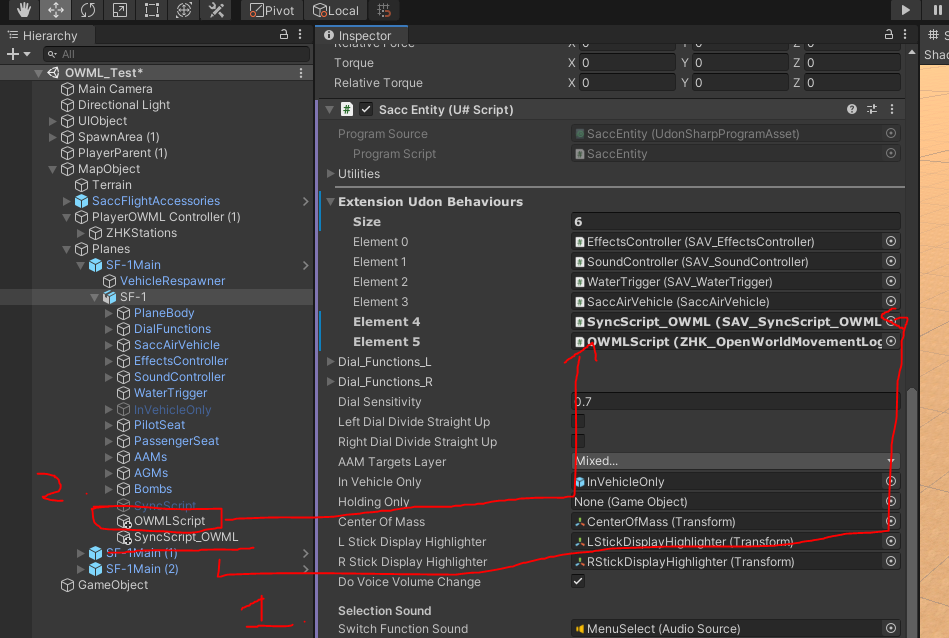 Pivot Local
Hierarchy
All
OWML_Test*
Main Camera
Directional Light
UIObject
SpawnArea (1)
PlayerParent (1)
MapObject
Terrain
SaccFlightAccessories
PlayerOWML Controller (1)
ZHKStations
Planes
SF-1Main
VehicleRespawner
SF-1
PlaneBody
DialFunctions
SaccAirVehicle
EffectsController
SoundController
WaterTrigger
InVehicleOnly
PilotSeat
PassengerSeat
AAMs
AGMs
Bombs
SyncScript
OWMLScript
SyncScript_OWML
SF-1Main (1)
SF-1Main (2)
GameObject
2.
1.
Inspector
Relative Force X 0 Y 0 Z 0
Torque X 0 Y 0 Z 0
Relative Torque X 0 Y 0 Z 0
Sacc Entity (U# Script)
Program Source SaccEntity (UdonSharpProgramAsset)
Program Script SaccEntity
Utilities
Extension Udon Behaviours
Size 6
Element 0 EffectsController (SAV_EffectsController)
Element 1 SoundController (SAV_SoundController)
Element 2 WaterTrigger (SAV_WaterTrigger)
Element 3 SaccAirVehicle (SaccAirVehicle)
Element 4 SyncScript_OWML (SAV_SyncScript_OWML
Element 5 OWMLScript (ZHK_OpenWorldMovementLog
Dial_Functions_L
Dial_Functions_R
Dial Sensitivity 0.7
Left Dial Divide Straight Up
Right Dial Divide Straight Up
AAM Targets Layer Mixed...
In Vehicle Only InVehicleOnly
Holding Only None (Game Object)
Center Of Mass CenterOfMass (Transform)
L Stick Display Highlighter LStickDisplayHighlighter (Transform)
R Stick Display Highlighter RStickDisplayHighlighter (Transform)
Do Voice Volume Change
Selection Sound
Switch Function Sound MenuSelect (Audio Source)
S
Shad